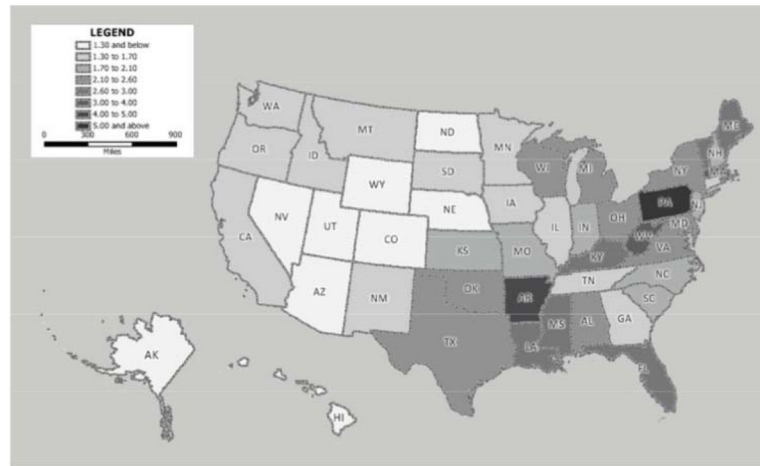 LEGEND
1.30 and below
1.30 to 1.70
1.70 to 2.10
2.10 to 2.60
2.60 to 3.00
3.00 to 4.00
4.00 to 5.00
5.00 and above
0 300 600 900
Miles
WA
MT
ND
MN
ME
OR
ID
SD
WI
MI
NY
NH
MA
WY
IA
PA
NJ
NV
NE
IL
IN
OH
MD
CA
UT
CO
KS
MO
KY
WV
VA
AZ
NM
OK
AR
TN
NC
SC
TX
LA
MS
AL
GA
FL
AK
HI